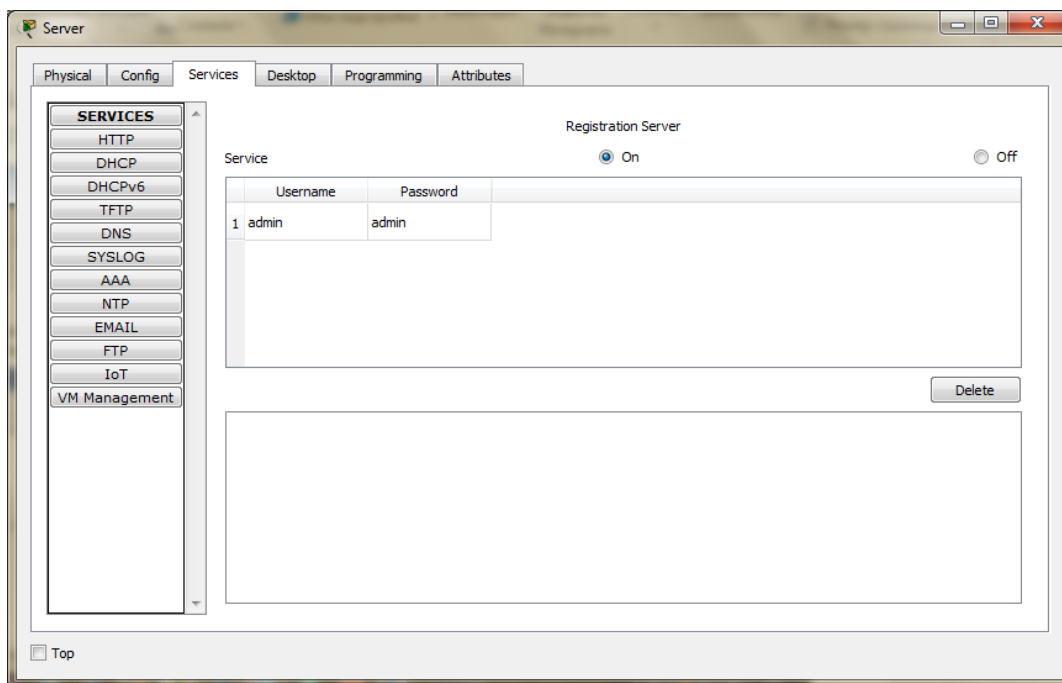 Server
Physical Config Services Desktop Programming Attributes
SERVICES
HTTP
DHCP
DHCPv6
TFTP
DNS
SYSLOG
AAA
NTP
EMAIL
FTP
IoT
VM Management
Registration Server
Service On Off
Username Password
1 admin admin
Delete
Top